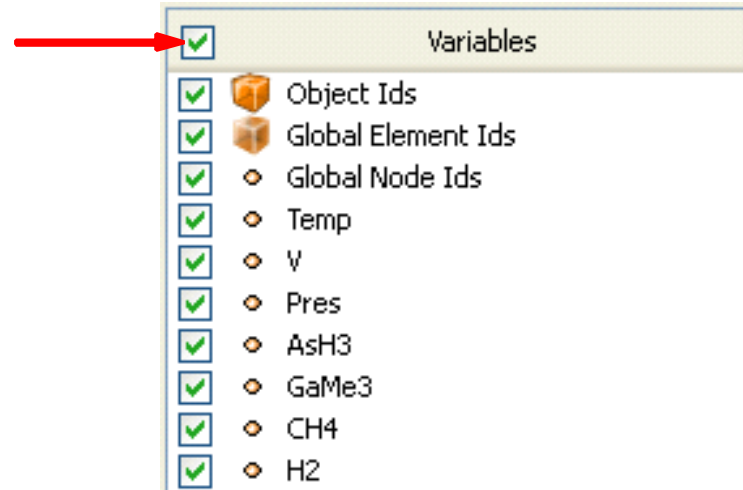 Variables
Object Ids
Global Element Ids
Global Node Ids
Temp
V
Pres
AsH3
GaMe3
CH4
H2